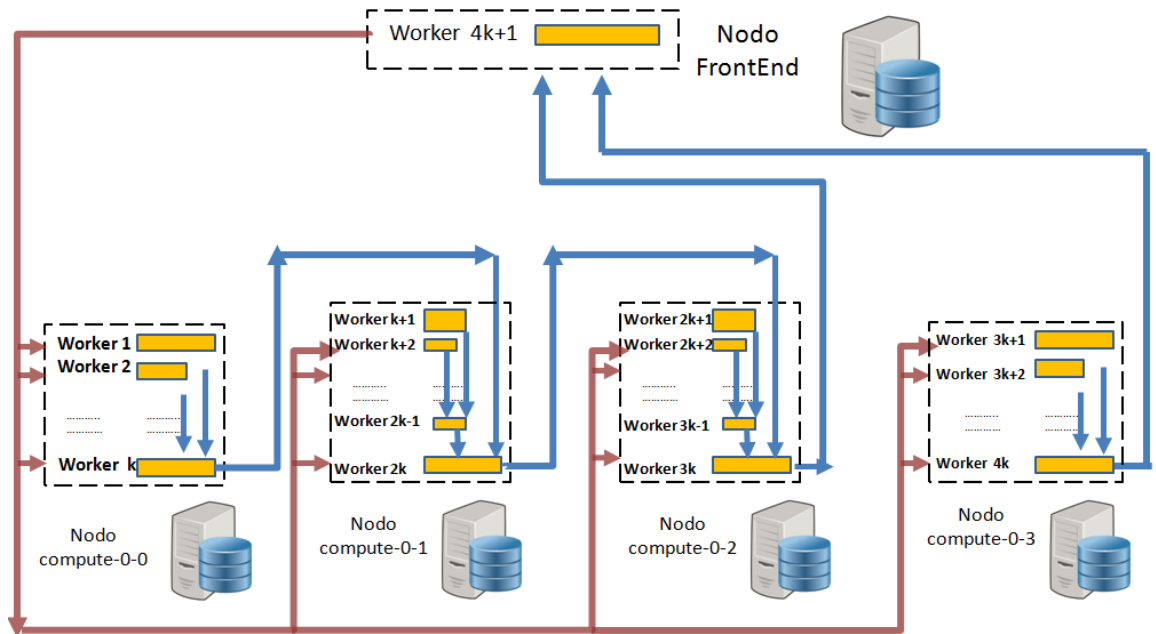 Worker 4k+1
Nodo
FrontEnd
Worker 1
Worker 2
...........
............
............
............
Worker k
Nodo
compute-0-0
Worker k+1
Worker k+2
...........
............
............
............
Worker 2k-1
Worker 2k
Nodo
compute-0-1
Worker 2k+1
Worker 2k+2
...........
............
............
............
Worker 3k-1
Worker 3k
Nodo
compute-0-2
Worker 3k+1
Worker 3k+2
...........
............
............
............
Worker 4k
Nodo
compute-0-3